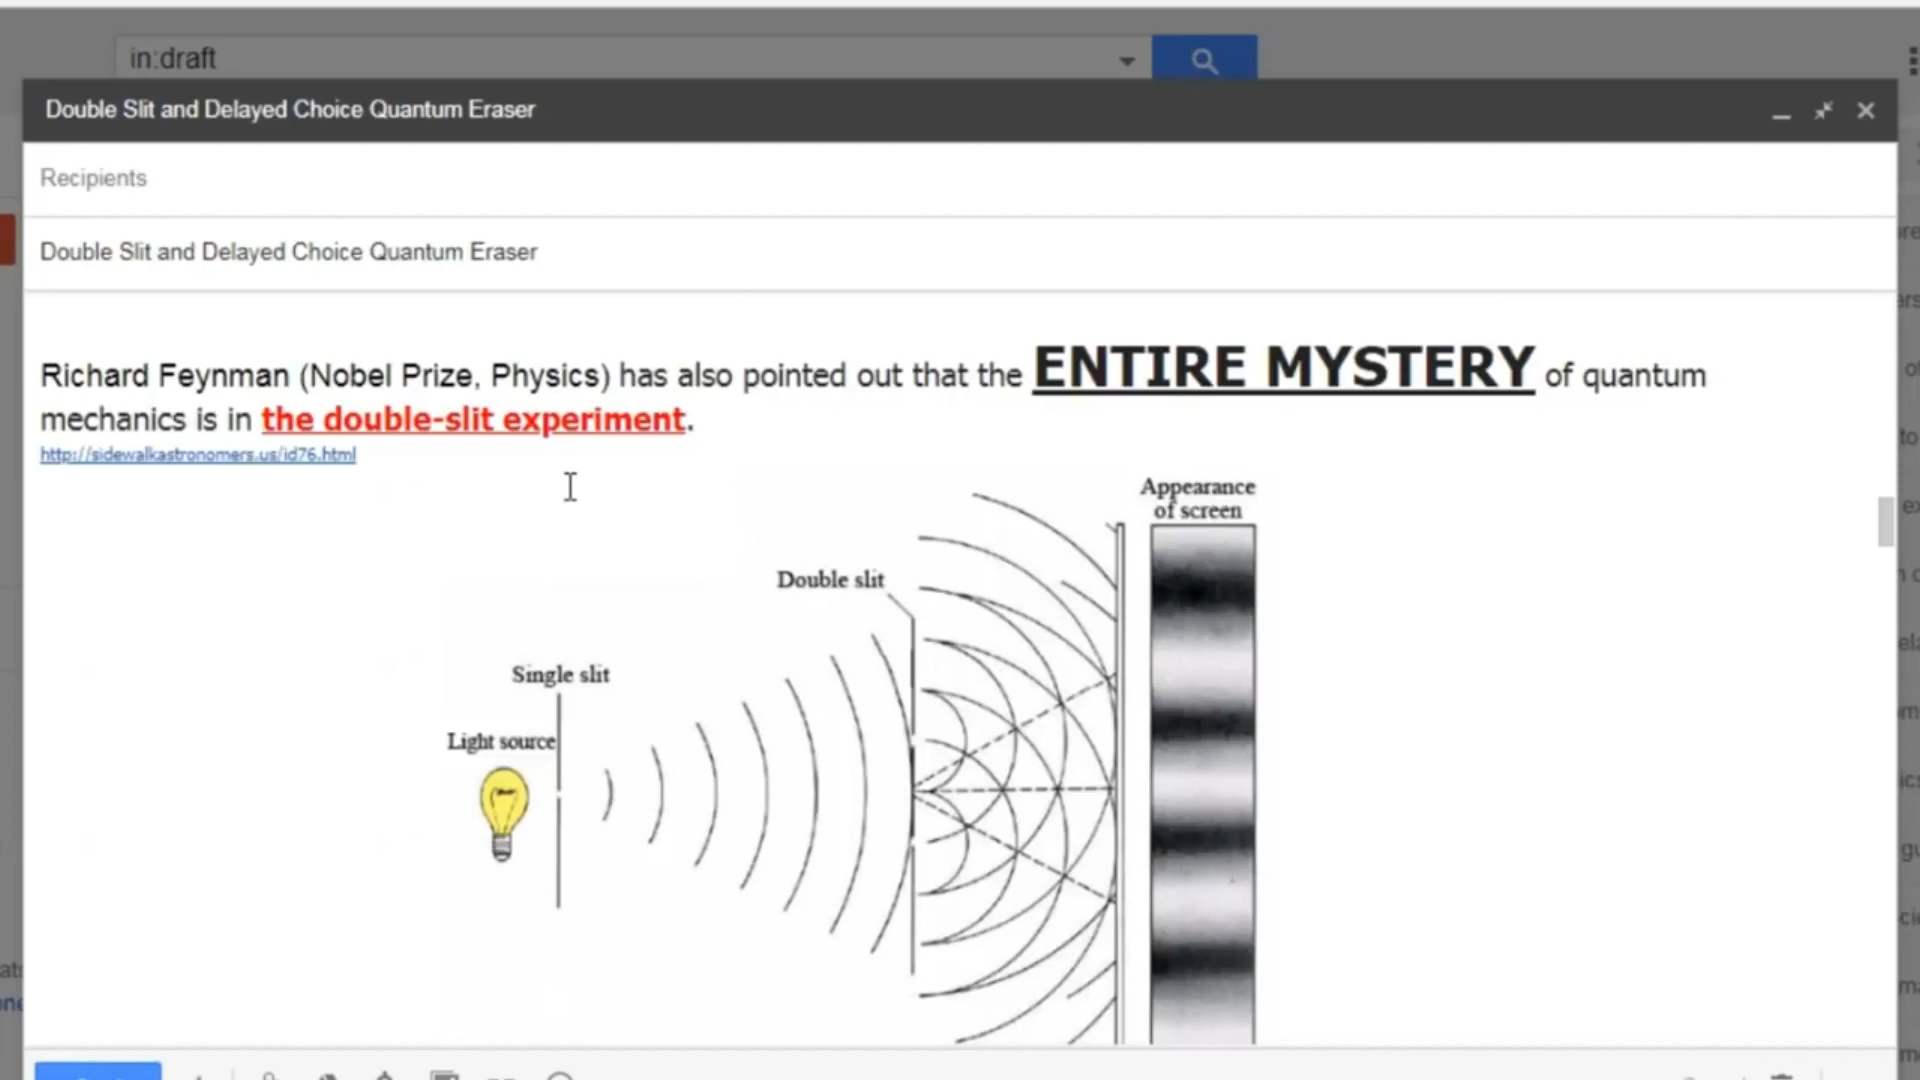 in:draft
Double Slit and Delayed Choice Quantum Eraser
Recipients
Double Slit and Delayed Choice Quantum Eraser
Richard Feynman (Nobel Prize, Physics) has also pointed out that the ENTIRE MYSTERY of quantum
mechanics is in the double-slit experiment.
http://sidewalkastronomers.us/id76.html
Appearance
of screen
Double slit
Single slit
Light source